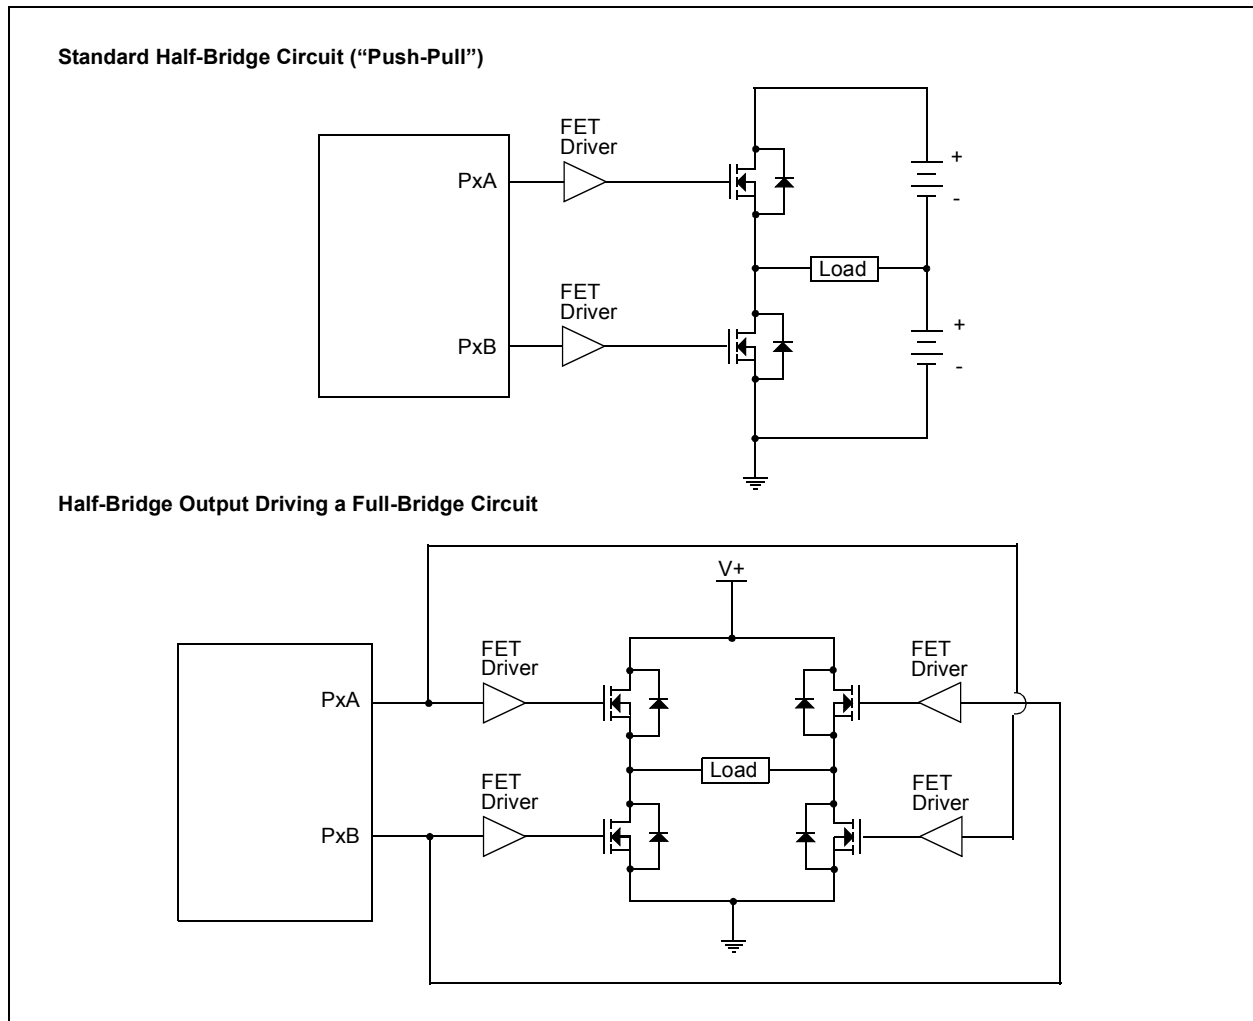 Standard Half-Bridge Circuit (“Push-Pull”)
FET
Driver
PxA
+
-
Load
FET
Driver
PxB
+
-
Half-Bridge Output Driving a Full-Bridge Circuit
V+
FET
Driver
FET
Driver
PxA
Load
FET
Driver
FET
Driver
PxB